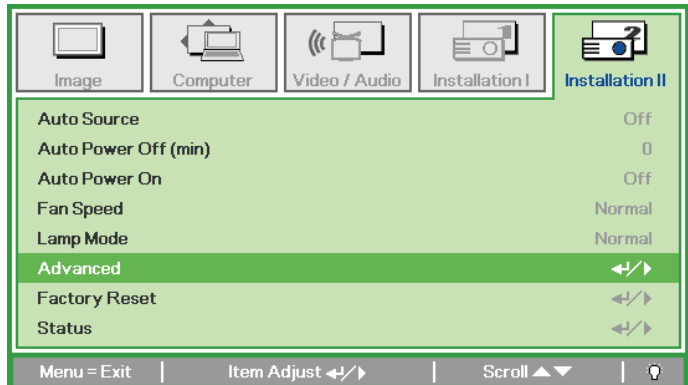 Image Computer Video / Audio Installation I Installation II
Auto Source Off
Auto Power Off (min) 0
Auto Power On Off
Fan Speed Normal
Lamp Mode Normal
Advanced
Factory Reset
Status
Menu = Exit Item Adjust Scroll